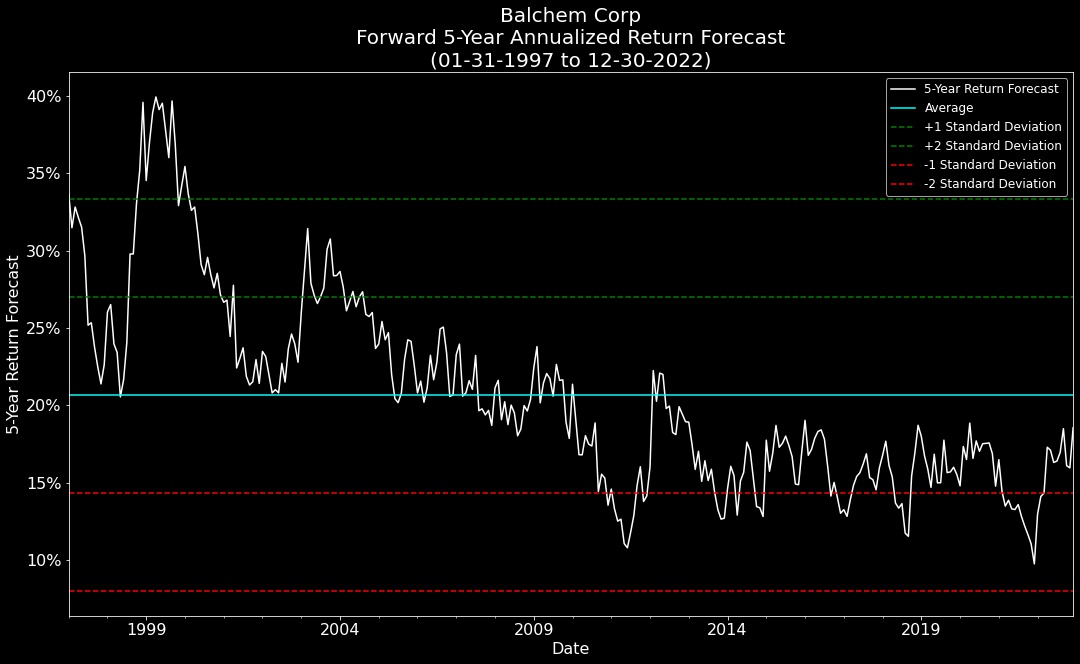 Balchem Corp
Forward 5-Year Annualized Return Forecast
(01-31-1997 to 12-30-2022)
5-Year Return Forecast
Average
+1 Standard Deviation
+2 Standard Deviation
-1 Standard Deviation
-2 Standard Deviation
5-Year Return Forecast
40%
35%
30%
25%
20%
15%
10%
1999
2004
2009
2014
2019
Date